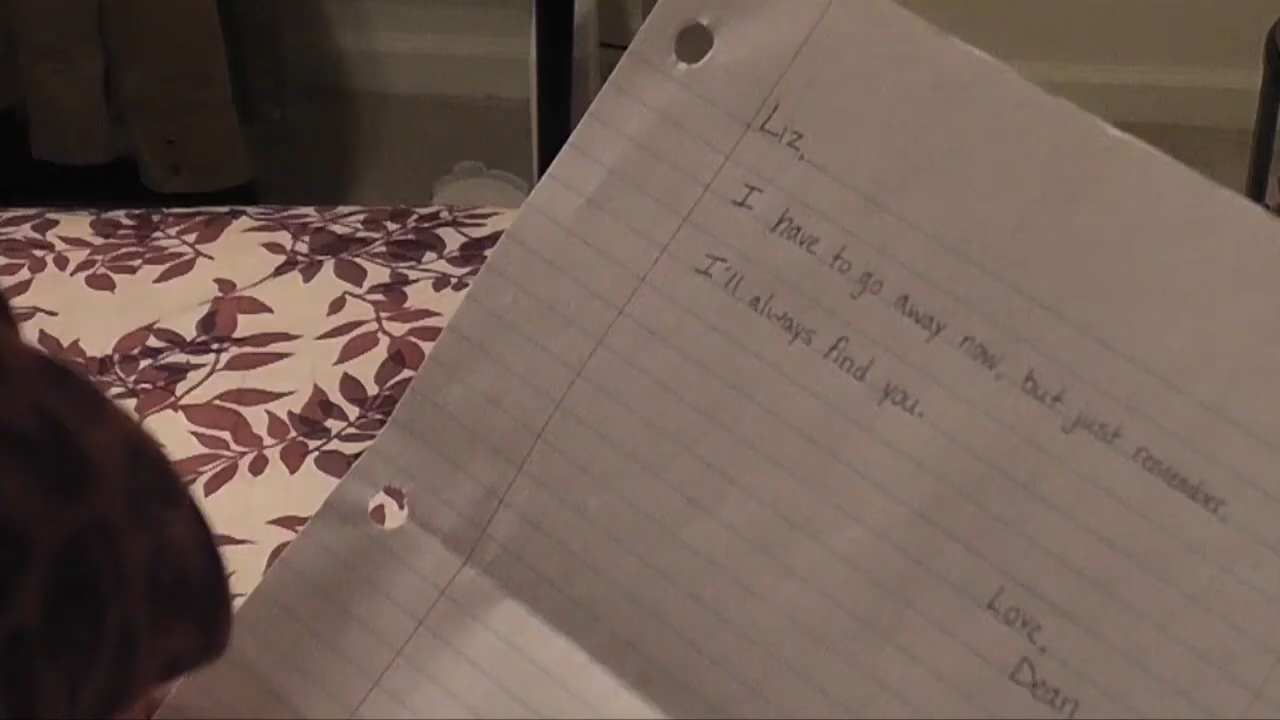 Liz,
I have to go away now, but just remember,
I'll always find you.
Love,
Dean